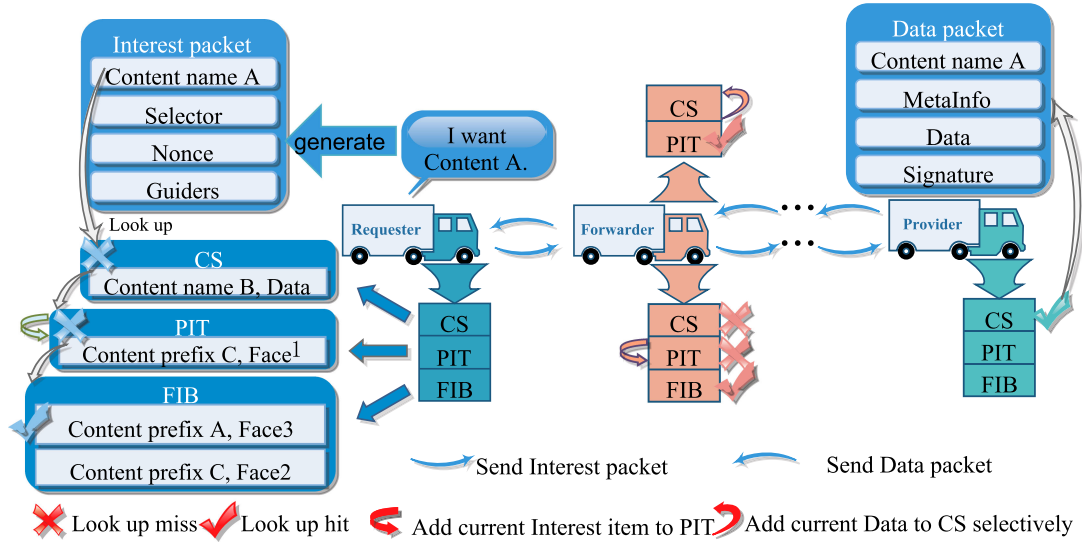 Interest packet
Content name A
Selector
Nonce
Guiders
generate
I want
Content A.
Look up
CS
Content name B, Data
PIT
Content prefix C, Face1
FIB
Content prefix A, Face3
Content prefix C, Face2
Requester
CS
PIT
FIB
CS
PIT
Forwarder
CS
PIT
FIB
Data packet
Content name A
MetaInfo
Data
Signature
Provider
CS
PIT
FIB
Send Interest packet
Send Data packet
Look up miss
Look up hit
Add current Interest item to PIT
Add current Data to CS selectively